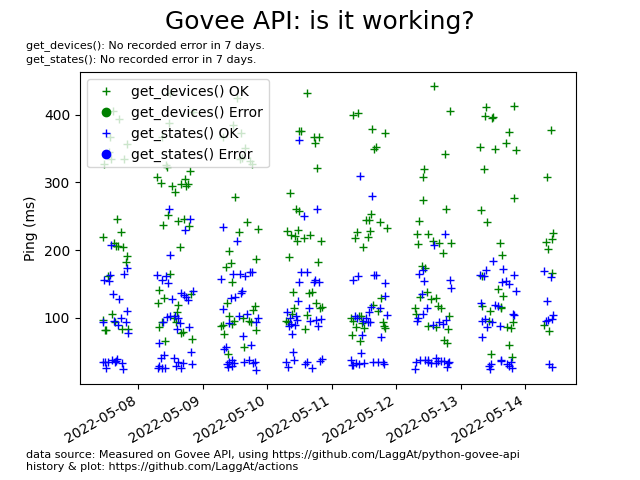 Govee API: is it working?
get_devices(): No recorded error in 7 days.
get_states(): No recorded error in 7 days.
get_devices() OK
get_devices() Error
get_states() OK
get_states() Error
Ping (ms)
400
300
200
100
2022-05-08
2022-05-09
2022-05-10
2022-05-11
2022-05-12
2022-05-13
2022-05-14
data source: Measured on Govee API, using https://github.com/LaggAt/python-govee-api
history & plot: https://github.com/LaggAt/actions